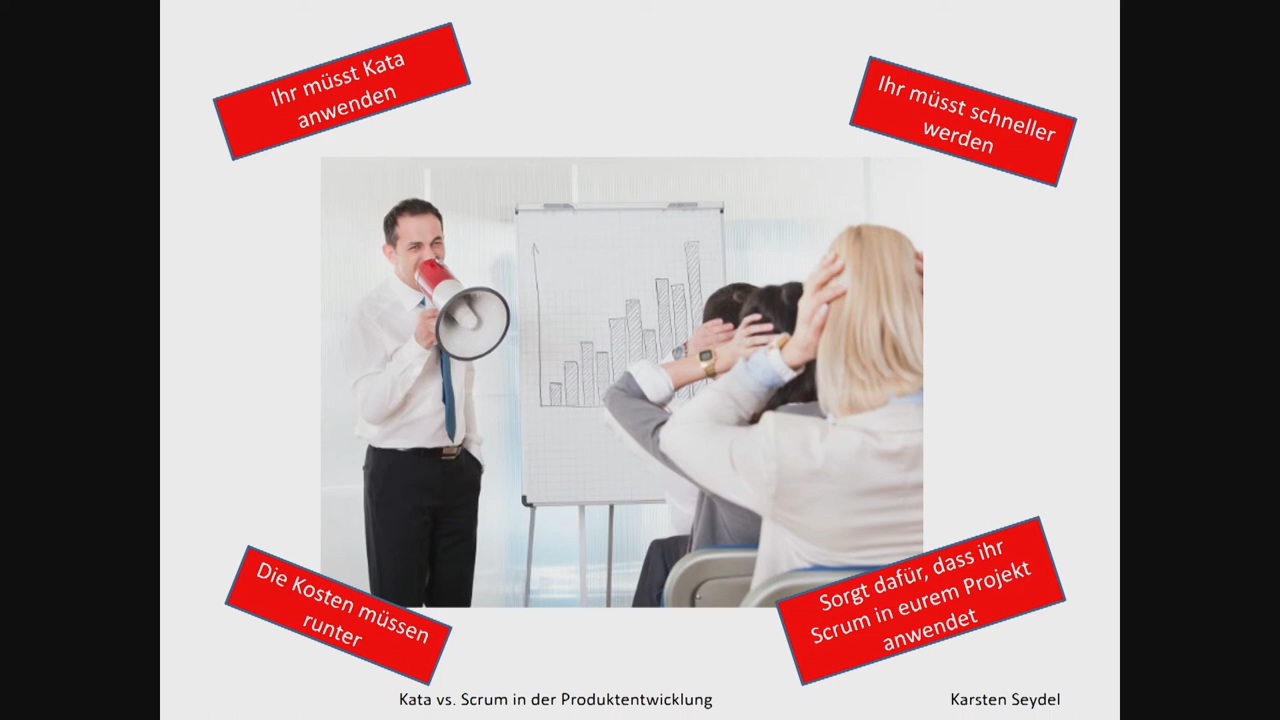 Ihr müsst Kata
anwenden
Ihr müsst schneller
werden
Die Kosten müssen
runter
Sorgt dafür, dass ihr
Scrum in eurem Projekt
anwendet
Kata vs. Scrum in der Produktentwicklung
Karsten Seydel